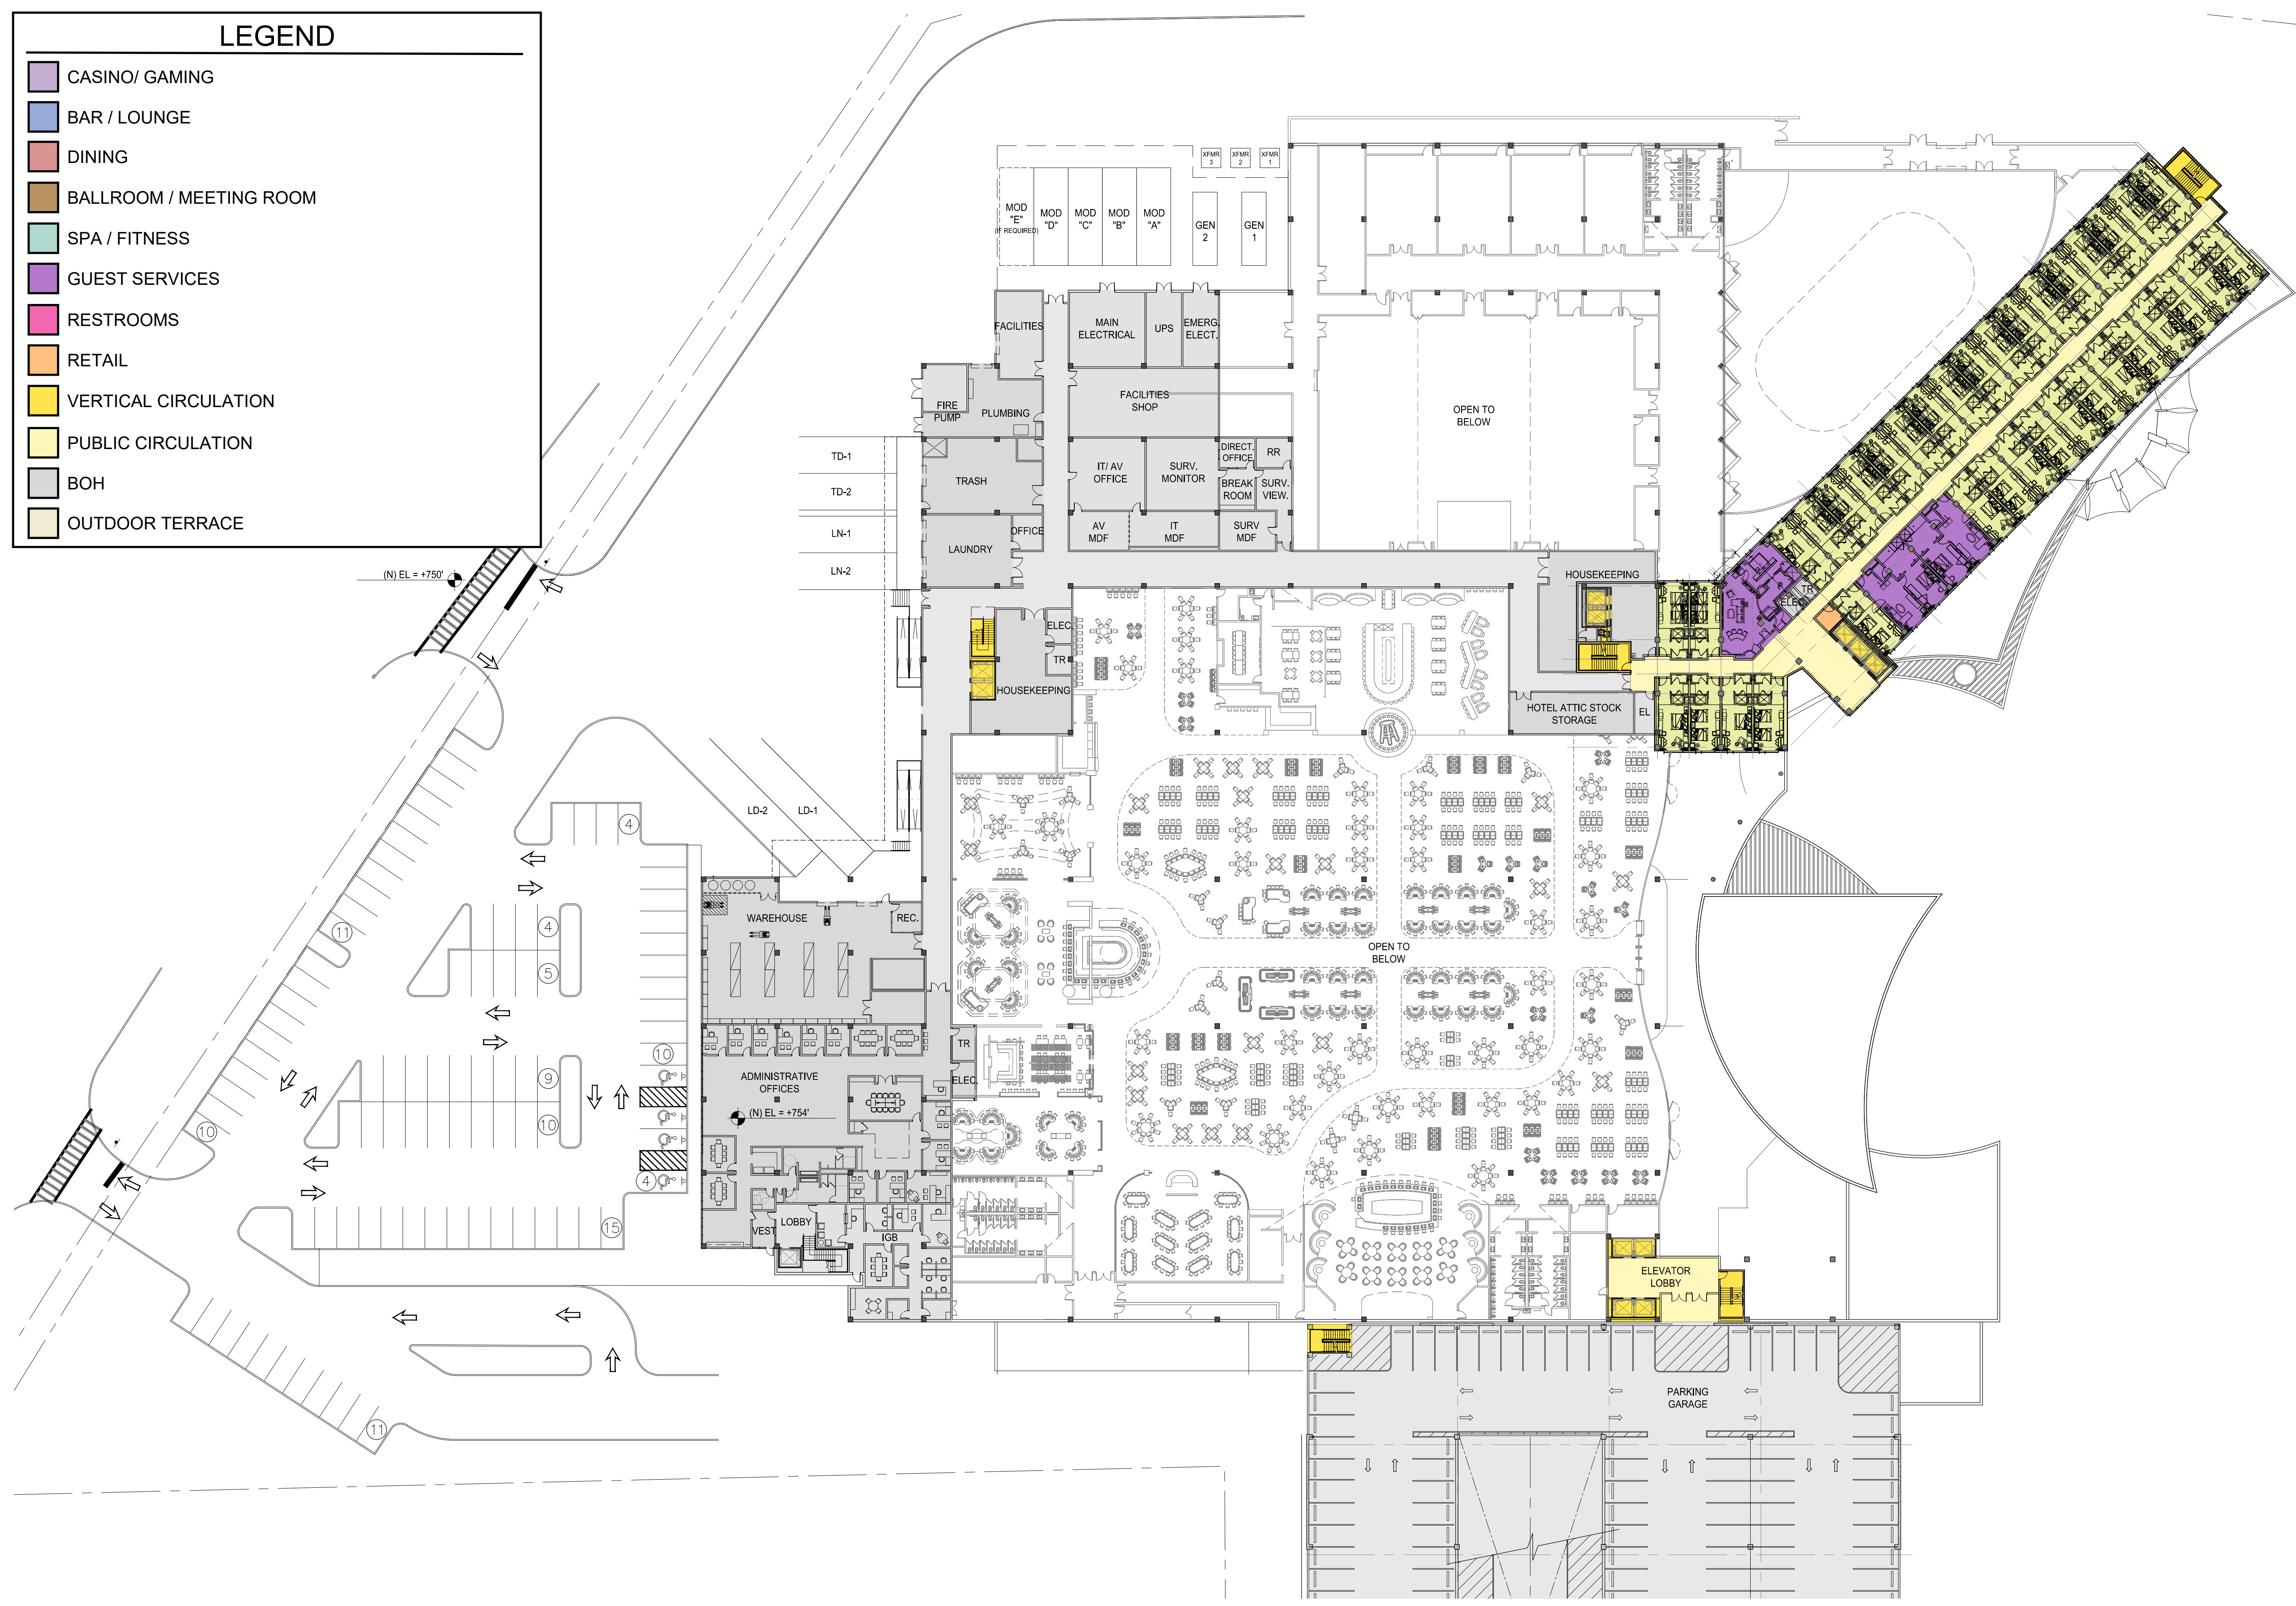 LEGEND
CASINO/ GAMING
BAR / LOUNGE
DINING
BALLROOM / MEETING ROOM
SPA / FITNESS
GUEST SERVICES
RESTROOMS
RETAIL
VERTICAL CIRCULATION
PUBLIC CIRCULATION
BOH
OUTDOOR TERRACE
XFMR
3
XFMR
2
XFMR
1
MOD
"E"
(IF REQUIRED)
MOD
"D"
MOD
"C"
MOD
"B"
MOD
"A"
GEN
2
GEN
1
FACILITIES
MAIN
ELECTRICAL
UPS
EMERG.
ELECT.
FIRE
PUMP
PLUMBING
FACILITIES
SHOP
OPEN TO
BELOW
TD-1
TD-2
LN-1
LN-2
TRASH
IT/ AV
OFFICE
SURV.
MONITOR
DIRECT.
OFFICE
RR
BREAK
ROOM
SURV.
VIEW.
LAUNDRY
OFFICE
AV
MDF
IT
MDF
SURV
MDF
(N) EL = +750'
HOUSEKEEPING
TR
ELEC.
ELEC.
TR
HOUSEKEEPING
HOTEL ATTIC STOCK
STORAGE
EL
LD-2
LD-1
4
11
4
5
WAREHOUSE
REC.
OPEN TO
BELOW
10
9
10
10
4
15
11
TR
ELEC.
ADMINISTRATIVE
OFFICES
(N) EL = +754'
VEST
LOBBY
IGB
ELEVATOR
LOBBY
PARKING
GARAGE